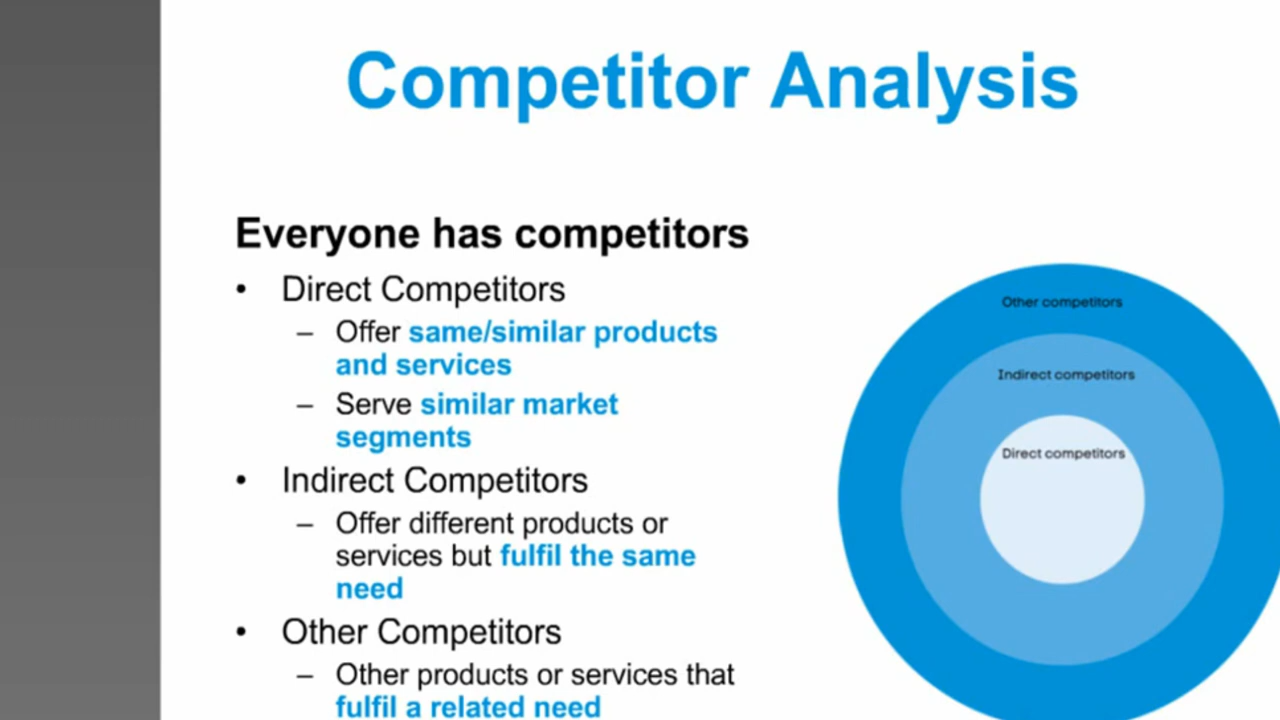 Competitor Analysis
Everyone has competitors
• Direct Competitors
– Offer same/similar products
and services
– Serve similar market
segments
• Indirect Competitors
– Offer different products or
services but fulfil the same
need
• Other Competitors
– Other products or services that
fulfil a related need
Other competitors
Indirect competitors
Direct competitors